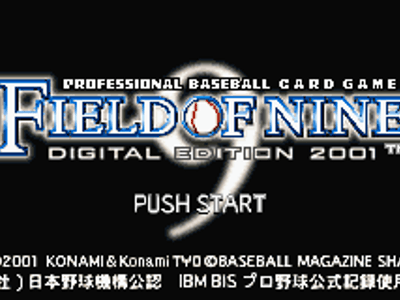 PROFESSIONAL BASEBALL CARD GAME
FIELD OF NINE
9
DIGITAL EDITION 2001 TM
PUSH START
©2001 KONAMI & Konami TYO ©BASEBALL MAGAZINE SHA
社）日本野球機構公認 IBM BIS プロ野球公式記録使用